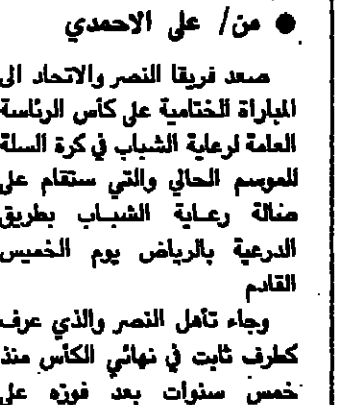 ● من/ على الاحمدي
صعد فريقا النصر والاتحاد الى
المباراة الختامية على كأس الرئاسة
العامة لرعاية الشباب في كرة السلة
للموسم الحالي والتي ستقام على
صالة رعاية الشباب بطريق
الدرعية بالرياض يوم الخميس
القادم
وجاء تأهل النصر والذي عرف
كطرف ثابت في نهائي الكأس منذ
خمس سنوات بعد فوزه على